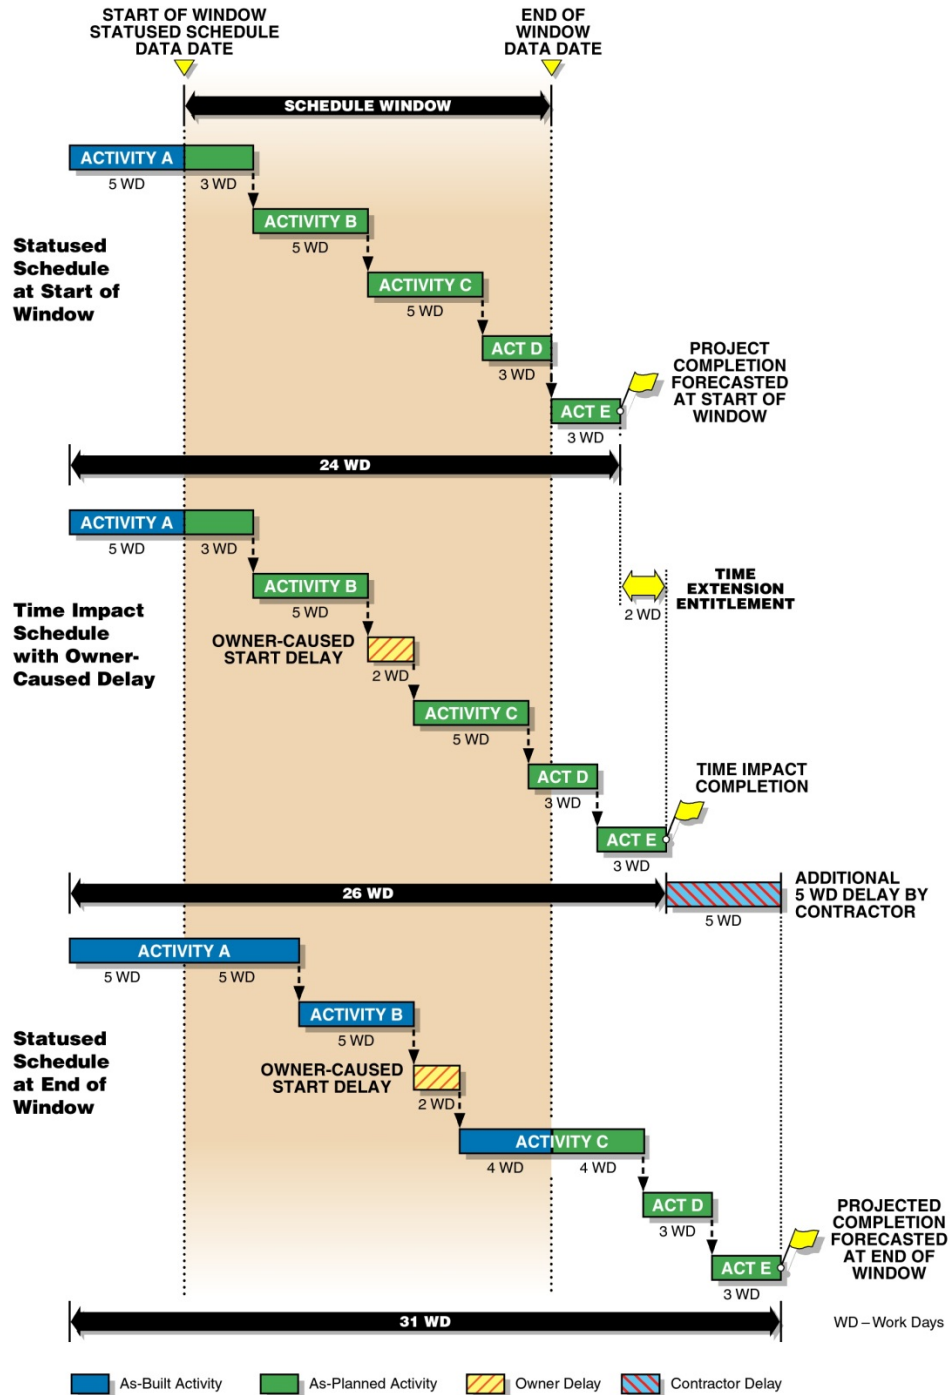 START OF WINDOW
STATUSED SCHEDULE
DATA DATE
END OF
WINDOW
DATA DATE
SCHEDULE WINDOW
ACTIVITY A
5 WD
3 WD
ACTIVITY B
5 WD
Statused
Schedule
at Start of
Window
ACTIVITY C
5 WD
ACT D
3 WD
PROJECT
COMPLETION
FORECASTED
AT START OF
WINDOW
ACT E
3 WD
24 WD
ACTIVITY A
5 WD
3 WD
ACTIVITY B
5 WD
TIME
EXTENSION
ENTITLEMENT
2 WD
Time Impact
Schedule
with Owner-
Caused Delay
OWNER-CAUSED
START DELAY
2 WD
ACTIVITY C
5 WD
ACT D
3 WD
TIME IMPACT
COMPLETION
ACT E
3 WD
26 WD
5 WD
ADDITIONAL
5 WD DELAY BY
CONTRACTOR
ACTIVITY A
5 WD
5 WD
ACTIVITY B
5 WD
Statused
Schedule
at End of
Window
OWNER-CAUSED
START DELAY
2 WD
ACTIVITY C
4 WD
4 WD
ACT D
3 WD
PROJECTED
COMPLETION
FORECASTED
AT END OF
WINDOW
ACT E
3 WD
31 WD
WD – Work Days
As-Built Activity
As-Planned Activity
Owner Delay
Contractor Delay